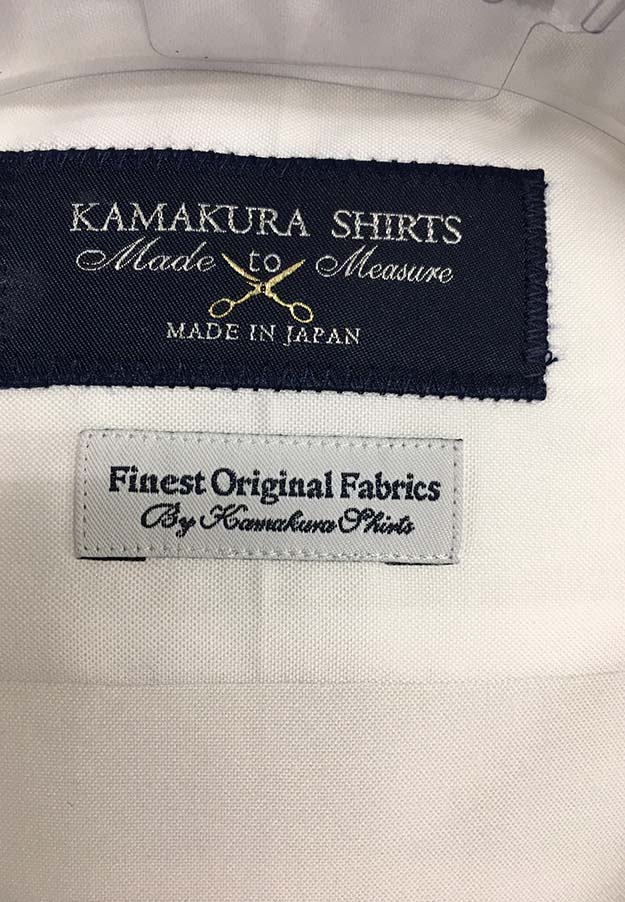 KAMAKURA SHIRTS
Made to Measure
MADE IN JAPAN
Finest Original Fabrics
By Kamakura Shirts